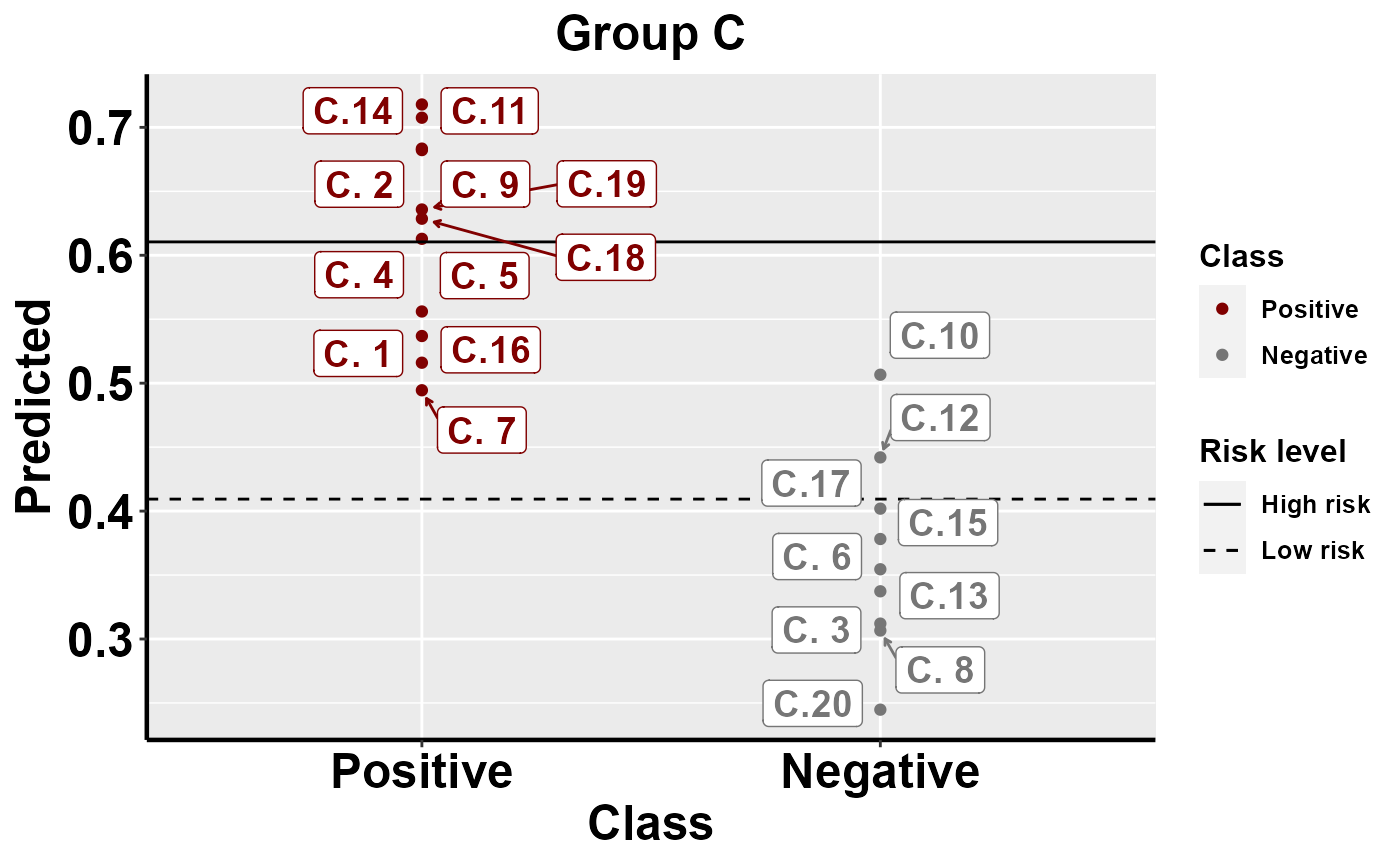 Group C
Predicted
0.7
0.6
0.5
0.4
0.3
C.14
C.11
C. 2
C. 9
C.19
C. 4
C. 5
C.18
C. 1
C.16
C. 7
C.10
C.12
C.17
C.15
C. 6
C.13
C. 3
C. 8
C.20
Positive
Negative
Class
Class
Positive
Negative
Risk level
High risk
Low risk